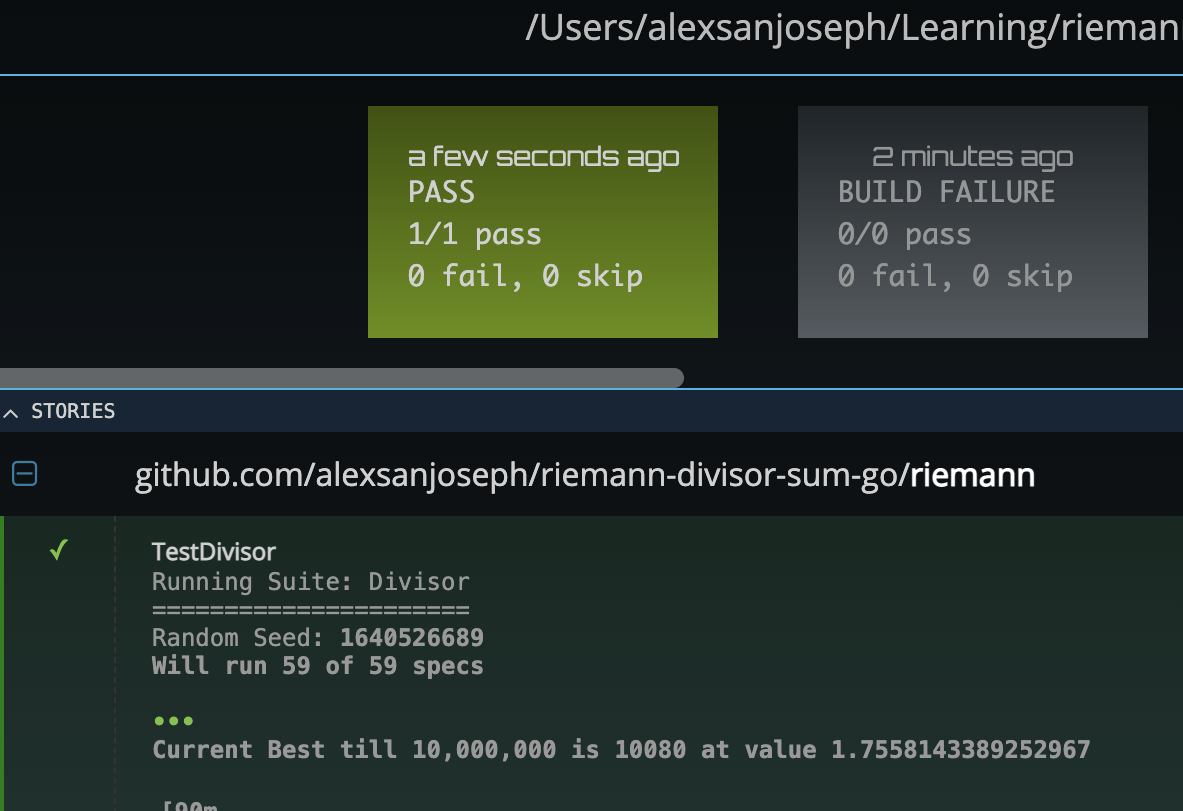 /Users/alexsanjoseph/Learning/rieman
a few seconds ago
PASS
1/1 pass
0 fail, 0 skip
2 minutes ago
BUILD FAILURE
0/0 pass
0 fail, 0 skip
STORIES
github.com/alexsanjoseph/riemann-divisor-sum-go/riemann
TestDivisor
Running Suite: Divisor
======================
Random Seed: 1640526689
Will run 59 of 59 specs
•••
Current Best till 10,000,000 is 10080 at value 1.7558143389252967
[90m